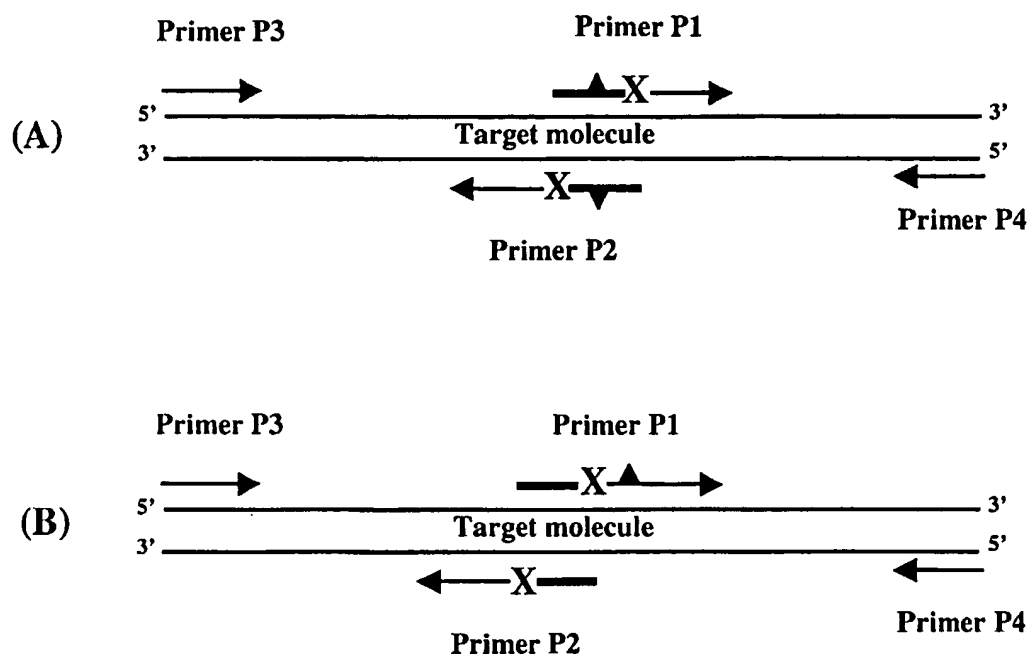 Primer P3 Primer P1
X
5' 3'
(A) Target molecule
3' 5'
X
Primer P4
Primer P2
Primer P3 Primer P1
X
5' 3'
(B) Target molecule
3' 5'
X
Primer P4
Primer P2